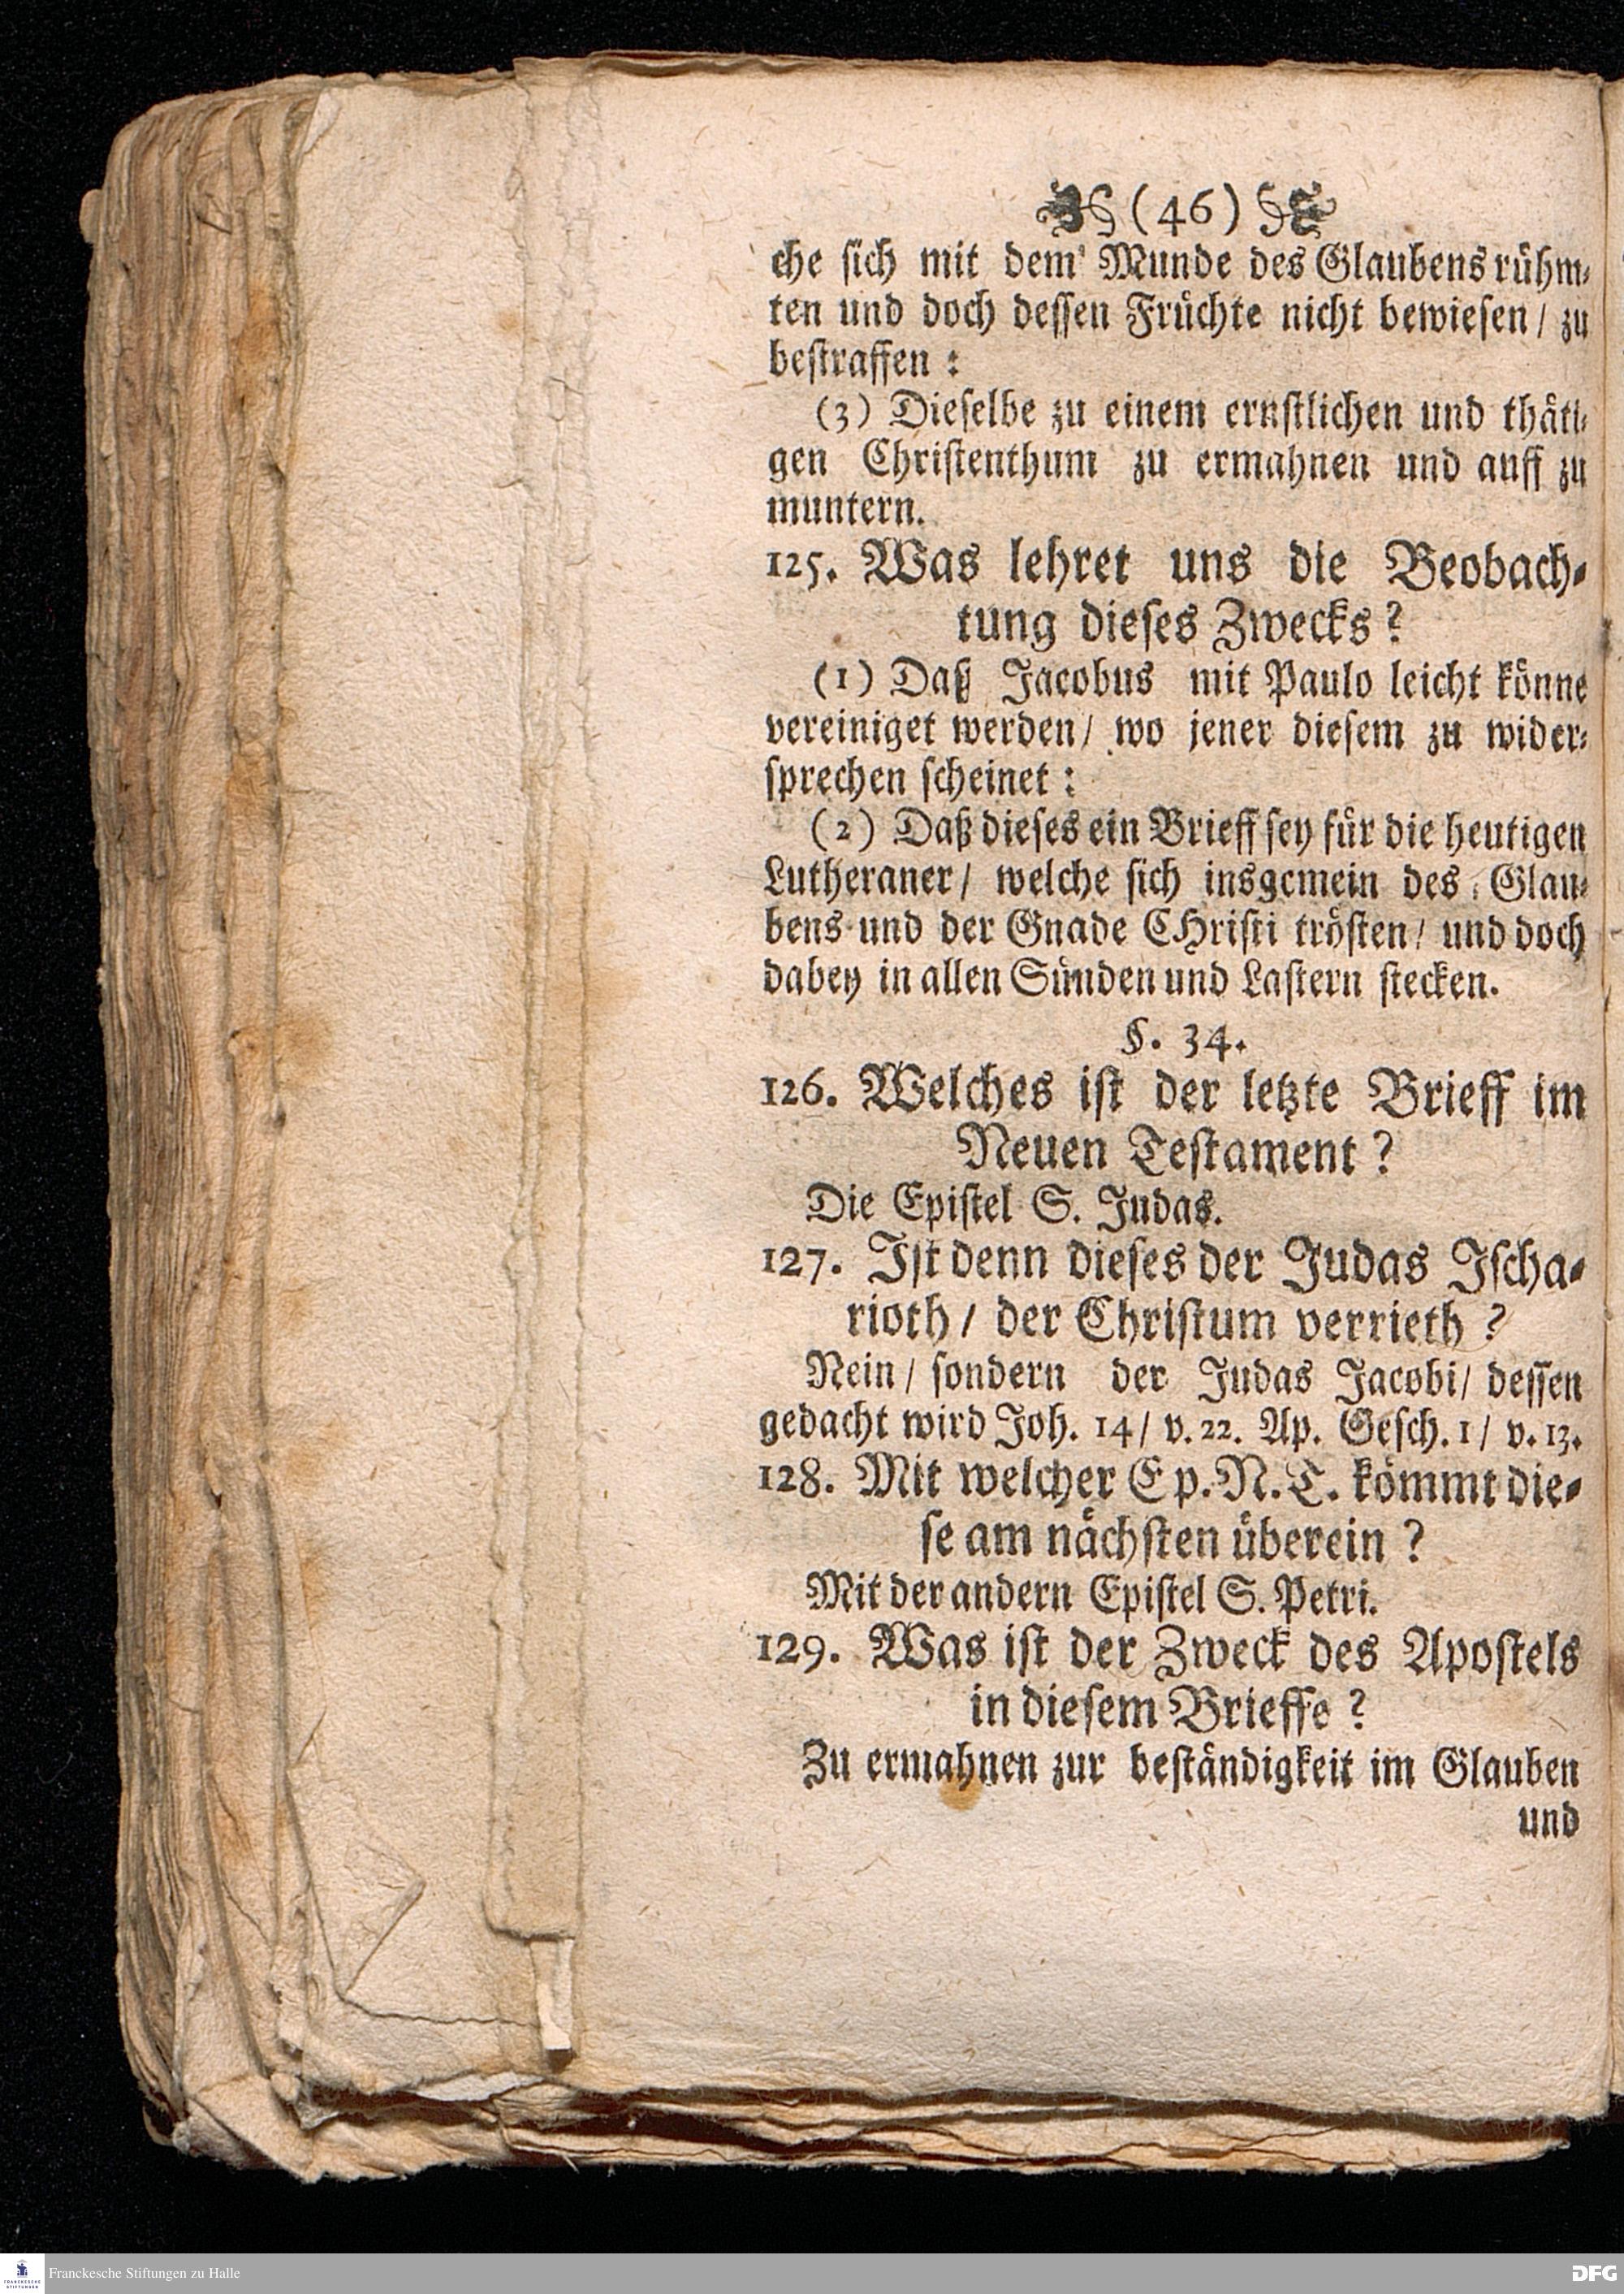 (46)
che sich mit dem Munde des Glaubens rühm-
ten und doch dessen Früchte nicht bewiesen / zu
bestraffen :
(3) Dieselbe zu einem ernstlichen und thäti-
gen Christenthum zu ermahnen und auff zu
muntern.
125. Was lehret uns die Beobach-
tung dieses Zwecks?
(1) Daß Jacobus mit Paulo leicht könne
vereiniget werden / wo jener diesem zu wider-
sprechen scheinet :
(2) Daß dieses ein Brieff sey für die heutigen
Lutheraner / welche sich insgemein des Glau-
bens und der Gnade CHristi trösten / und doch
dabey in allen Sünden und Lastern stecken.
§. 34.
126. Welches ist der letzte Brieff im
Neuen Testament ?
Die Epistel S. Judas.
127. Ist denn dieses der Judas Ischa-
rioth / der Christum verrieth ?
Nein / sondern der Judas Jacobi / dessen
gedacht wird Joh. 14 / v. 22. Ap. Gesch. 1 / v. 13.
128. Mit welcher Ep. N. T. kömmt die-
se am nächsten überein ?
Mit der andern Epistel S. Petri.
129. Was ist der Zweck des Apostels
in diesem Brieffe ?
Zu ermahnen zur beständigkeit im Glauben
und
Franckesche Stiftungen zu Halle
DFG